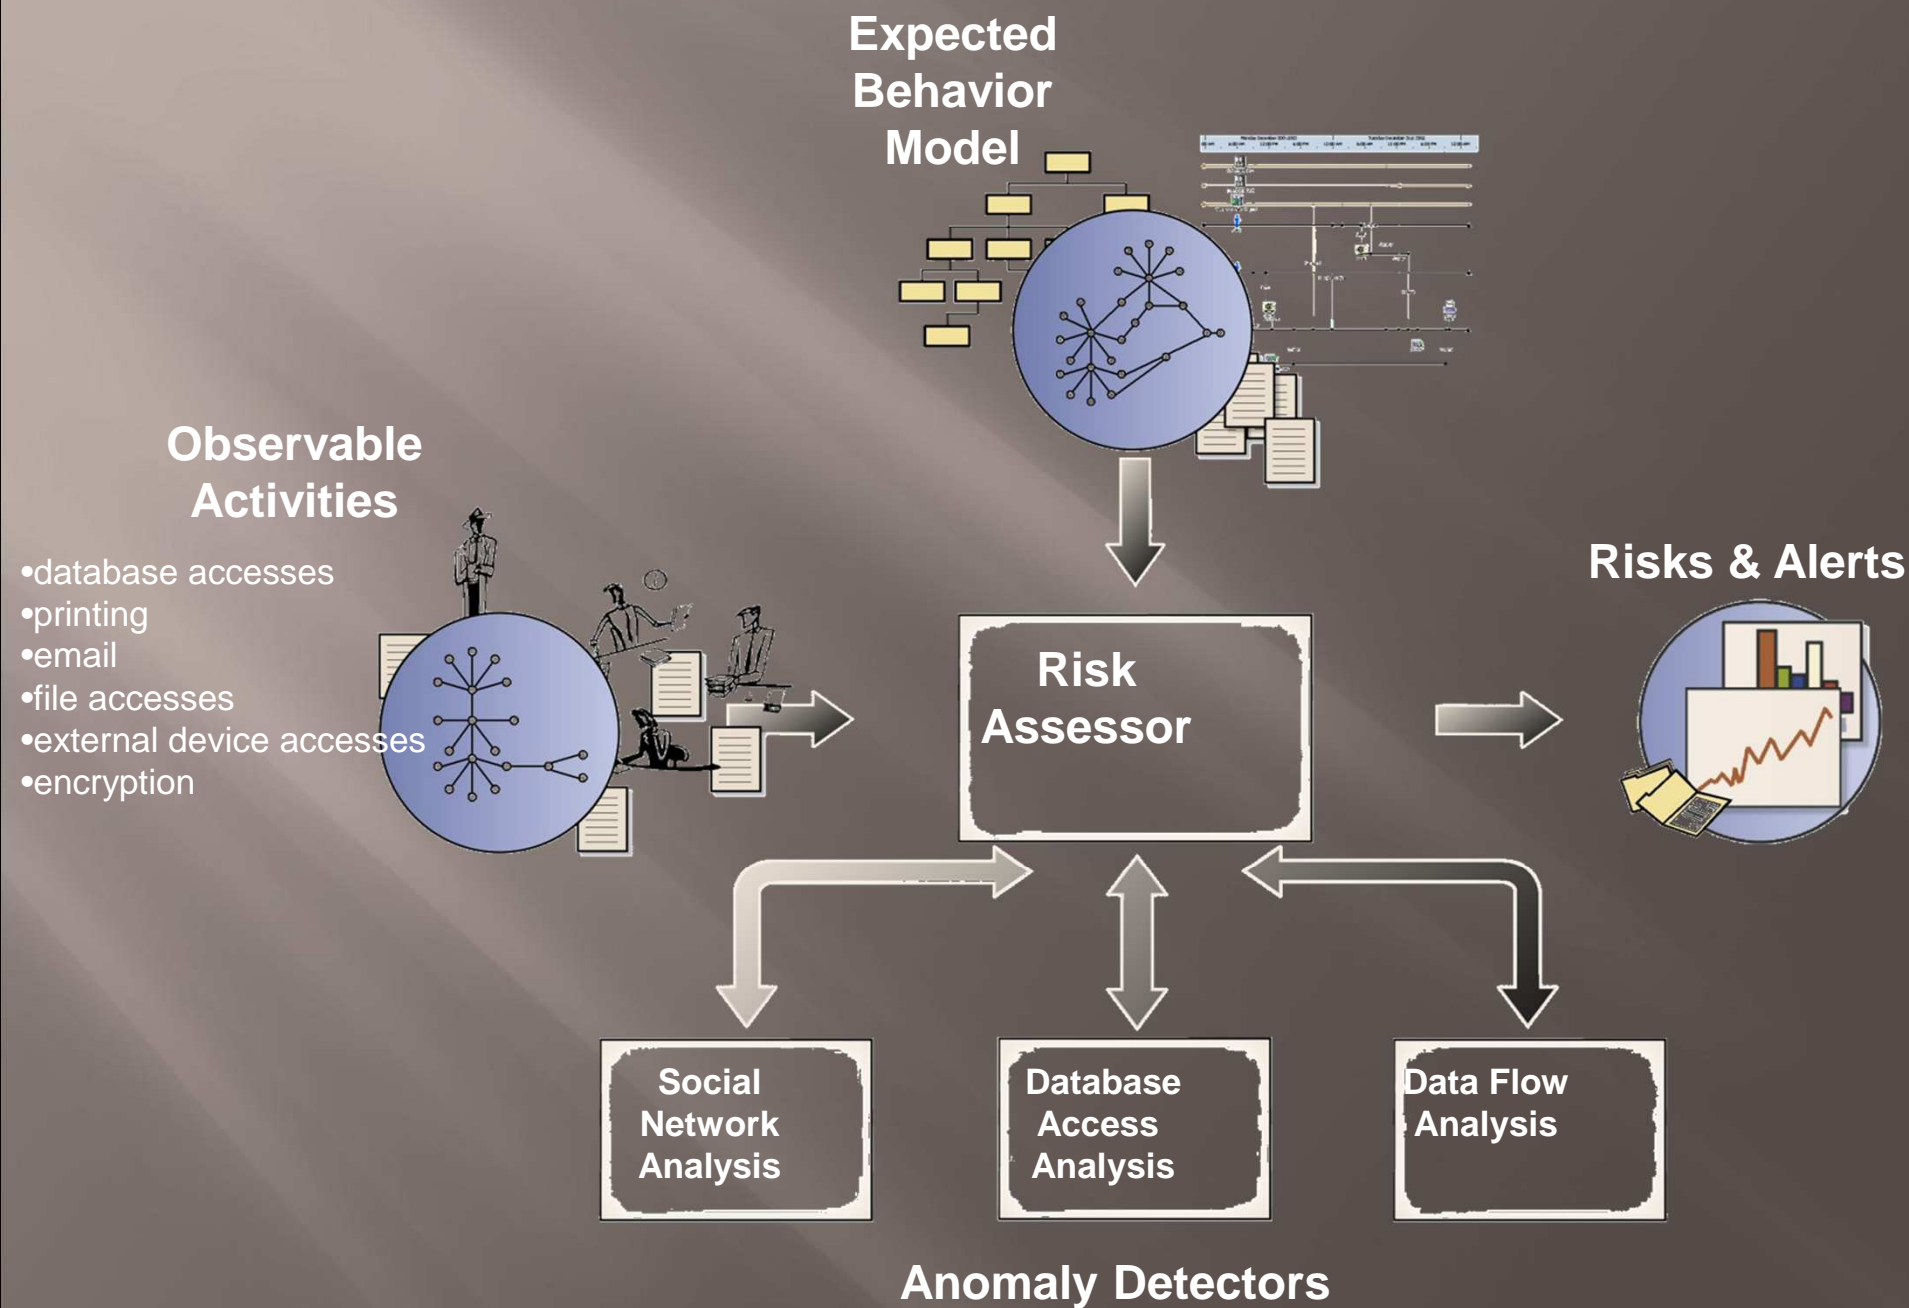 Expected
Behavior
Model
Observable
Activities
•database accesses
•printing
•email
•file accesses
•external device accesses
•encryption
Risks & Alerts
Risk
Assessor
Social
Network
Analysis
Database
Access
Analysis
Data Flow
Analysis
Anomaly Detectors